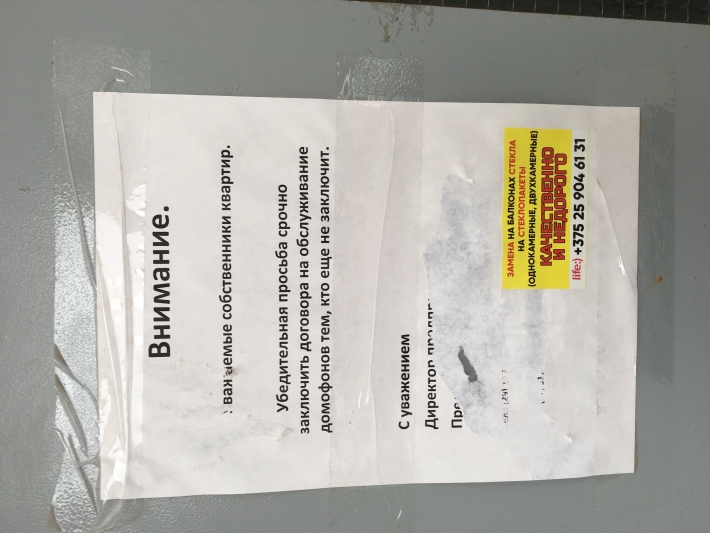 Внимание.
собственники квартир.
Убедительная просьба срочно
заключить договора на обслуживание
домофонов тем, кто еще не заключит.
С уважением
Директор
ЗАМЕНА НА БАЛКОНАХ СТЕКЛА
НА СТЕКЛОПАКЕТЫ
(ОДНОКАМЕРНЫЕ, ДВУХКАМЕРНЫЕ)
КАЧЕСТВЕННО
И НЕДОРОГО
life:) +375 25 904 61 31